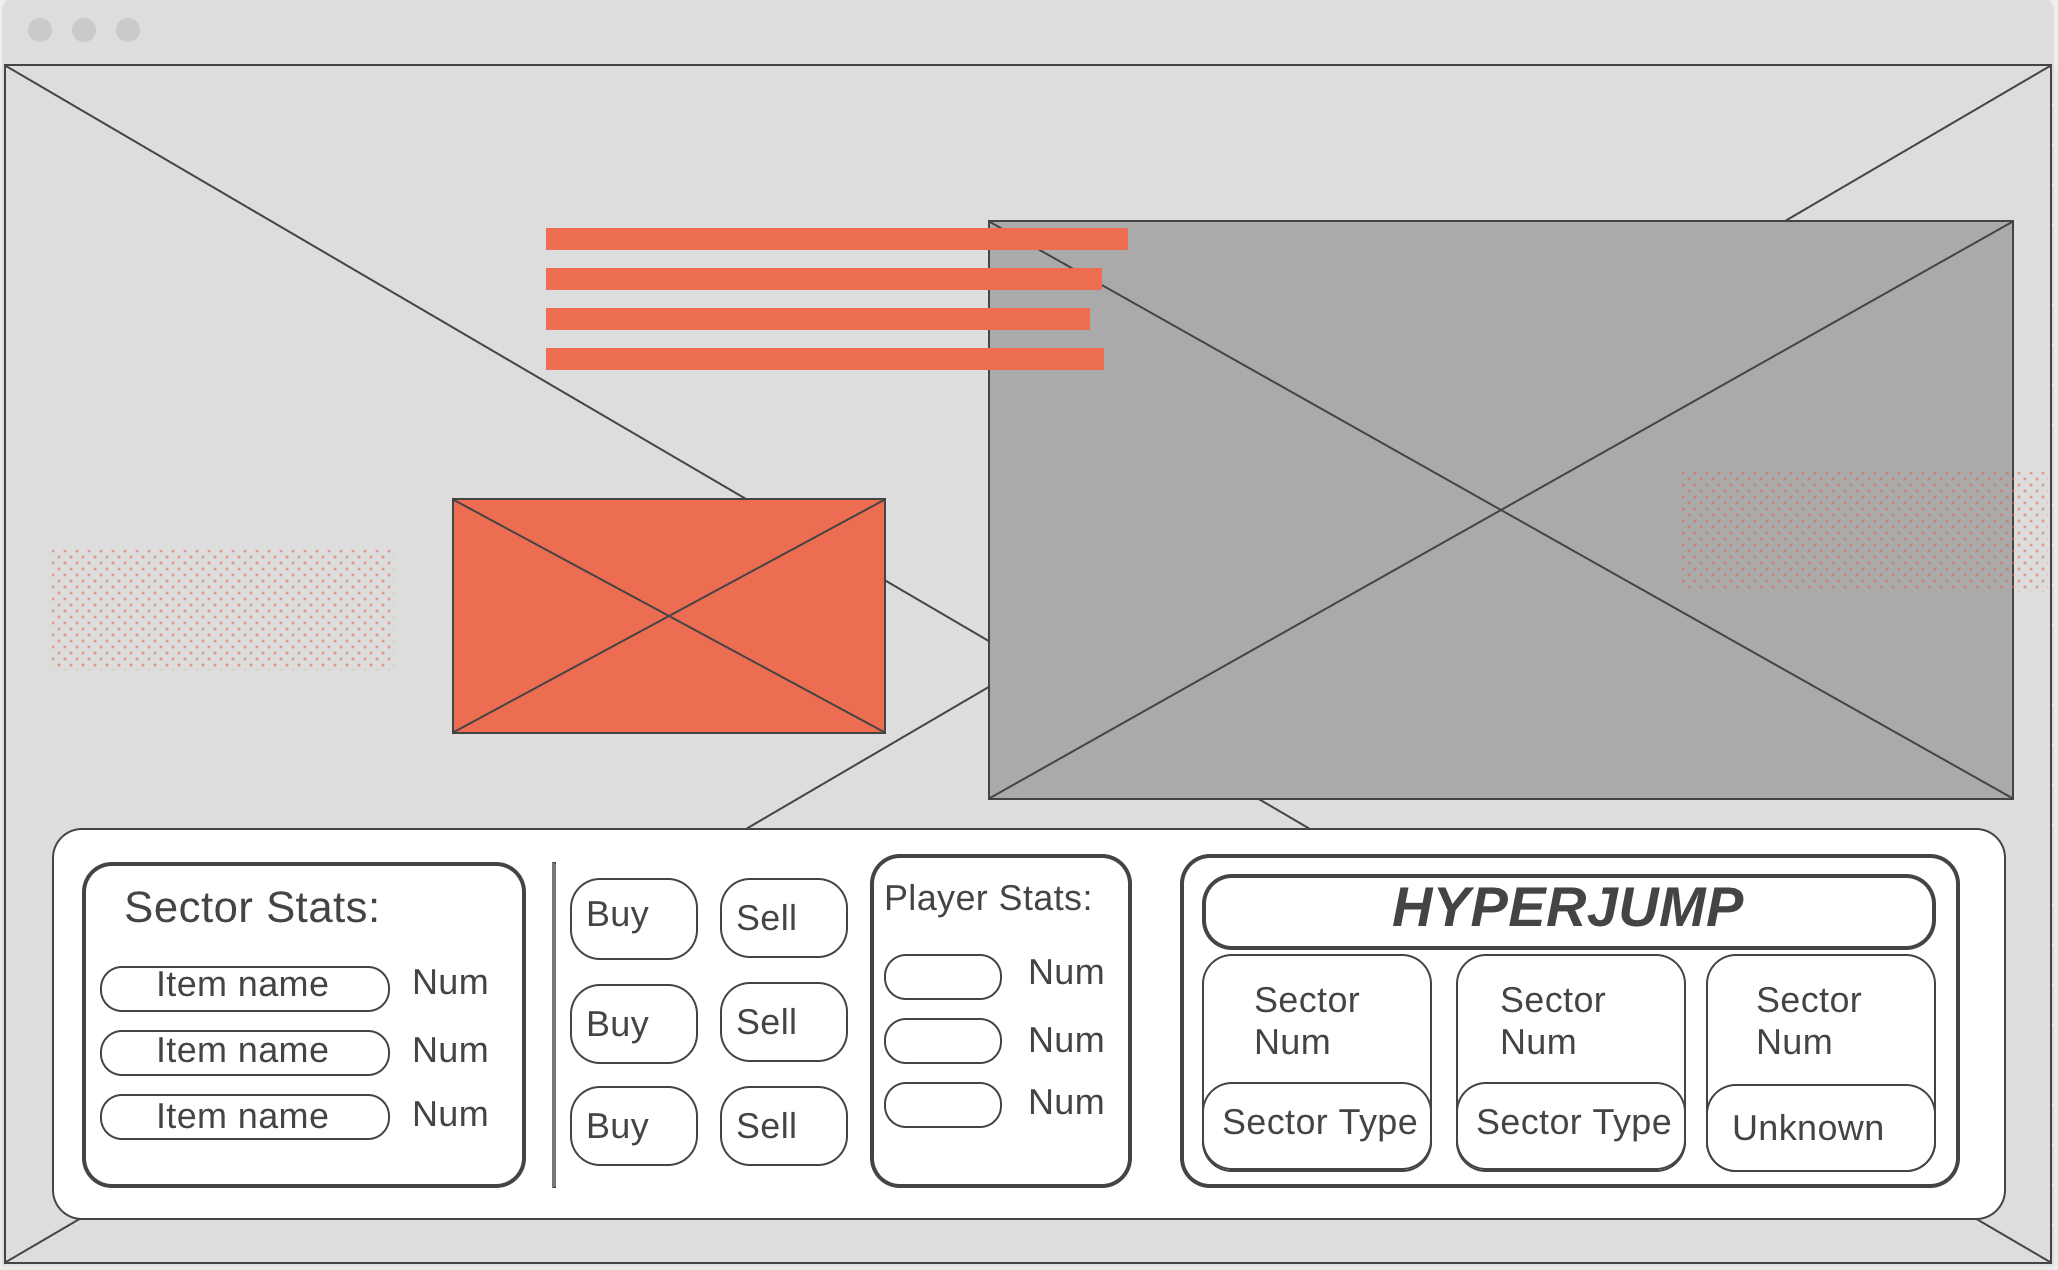 Sector Stats:
Item name Num
Item name Num
Item name Num
Buy Sell
Buy Sell
Buy Sell
Player Stats:
Num
Num
Num
HYPERJUMP
Sector
Num
Sector Type
Sector
Num
Sector Type
Sector
Num
Unknown